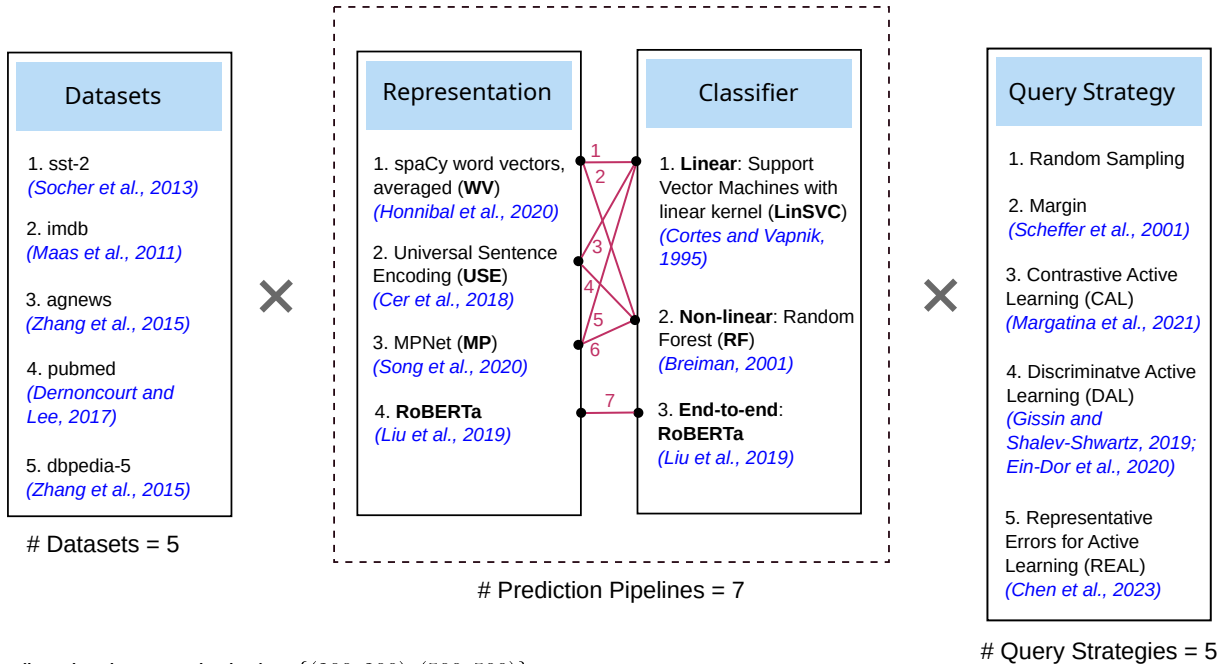 Datasets
1. sst-2
(Socher et al., 2013)
2. imdb
(Maas et al., 2011)
3. agnews
(Zhang et al., 2015)
4. pubmed
(Dernoncourt and
Lee, 2017)
5. dbpedia-5
(Zhang et al., 2015)
# Datasets = 5
×
Representation
1. spaCy word vectors,
averaged (WV)
(Honnibal et al., 2020)
2. Universal Sentence
Encoding (USE)
(Cer et al., 2018)
3. MPNet (MP)
(Song et al., 2020)
4. RoBERTa
(Liu et al., 2019)
1
2
3
4
5
6
7
Classifier
1. Linear: Support
Vector Machines with
linear kernel (LinSVC)
(Cortes and Vapnik,
1995)
2. Non-linear: Random
Forest (RF)
(Breiman, 2001)
3. End-to-end:
RoBERTa
(Liu et al., 2019)
# Prediction Pipelines = 7
×
Query Strategy
1. Random Sampling
2. Margin
(Scheffer et al., 2001)
3. Contrastive Active
Learning (CAL)
(Margatina et al., 2021)
4. Discriminatve Active
Learning (DAL)
(Gissin and
Shalev-Shwartz, 2019;
Ein-Dor et al., 2020)
5. Representative
Errors for Active
Learning (REAL)
(Chen et al., 2023)
# Query Strategies = 5